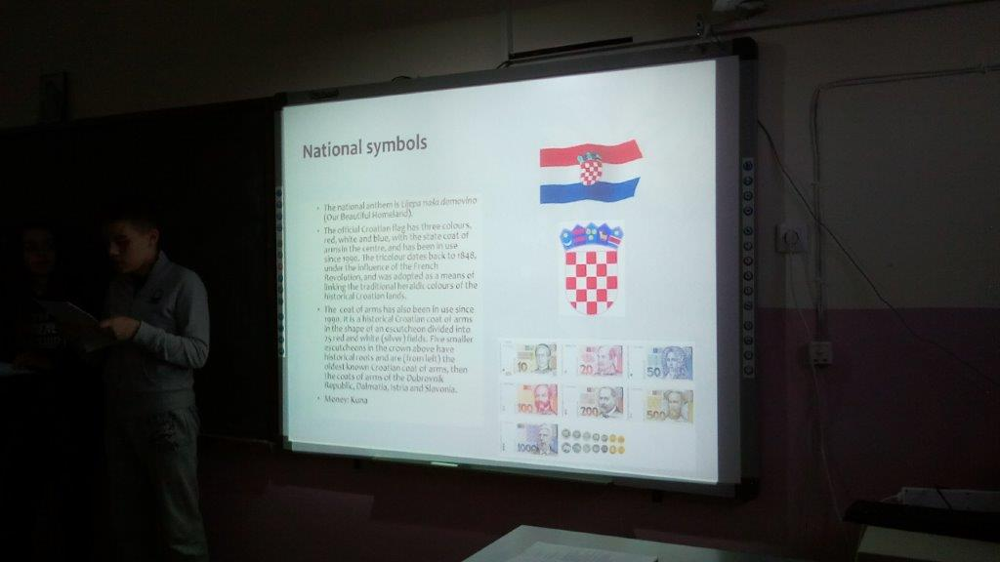 National symbols
• The national anthem is Lijepa naša domovino
(Our Beautiful Homeland).
• The official Croatian flag has three colours,
red, white and blue, with the state coat of
arms in the centre, and has been in use
since 1990. The tricolour dates back to 1848,
under the influence of the French
Revolution, and was adopted as a means of
linking the traditional heraldic colours of the
historical Croatian lands.
• The coat of arms has also been in use since
1990. It is a historical Croatian coat of arms
in the shape of an escutcheon divided into
25 red and white (silver) fields. Five smaller
escutcheons in the crown above have
historical roots and are (from left) the
oldest known Croatian coat of arms, then
The coats of arms of the Dubrovnik
Republic, Dalmatia, Istria and Slavonia.
• Money: Kuna
10 20 50
100 200 500
1000